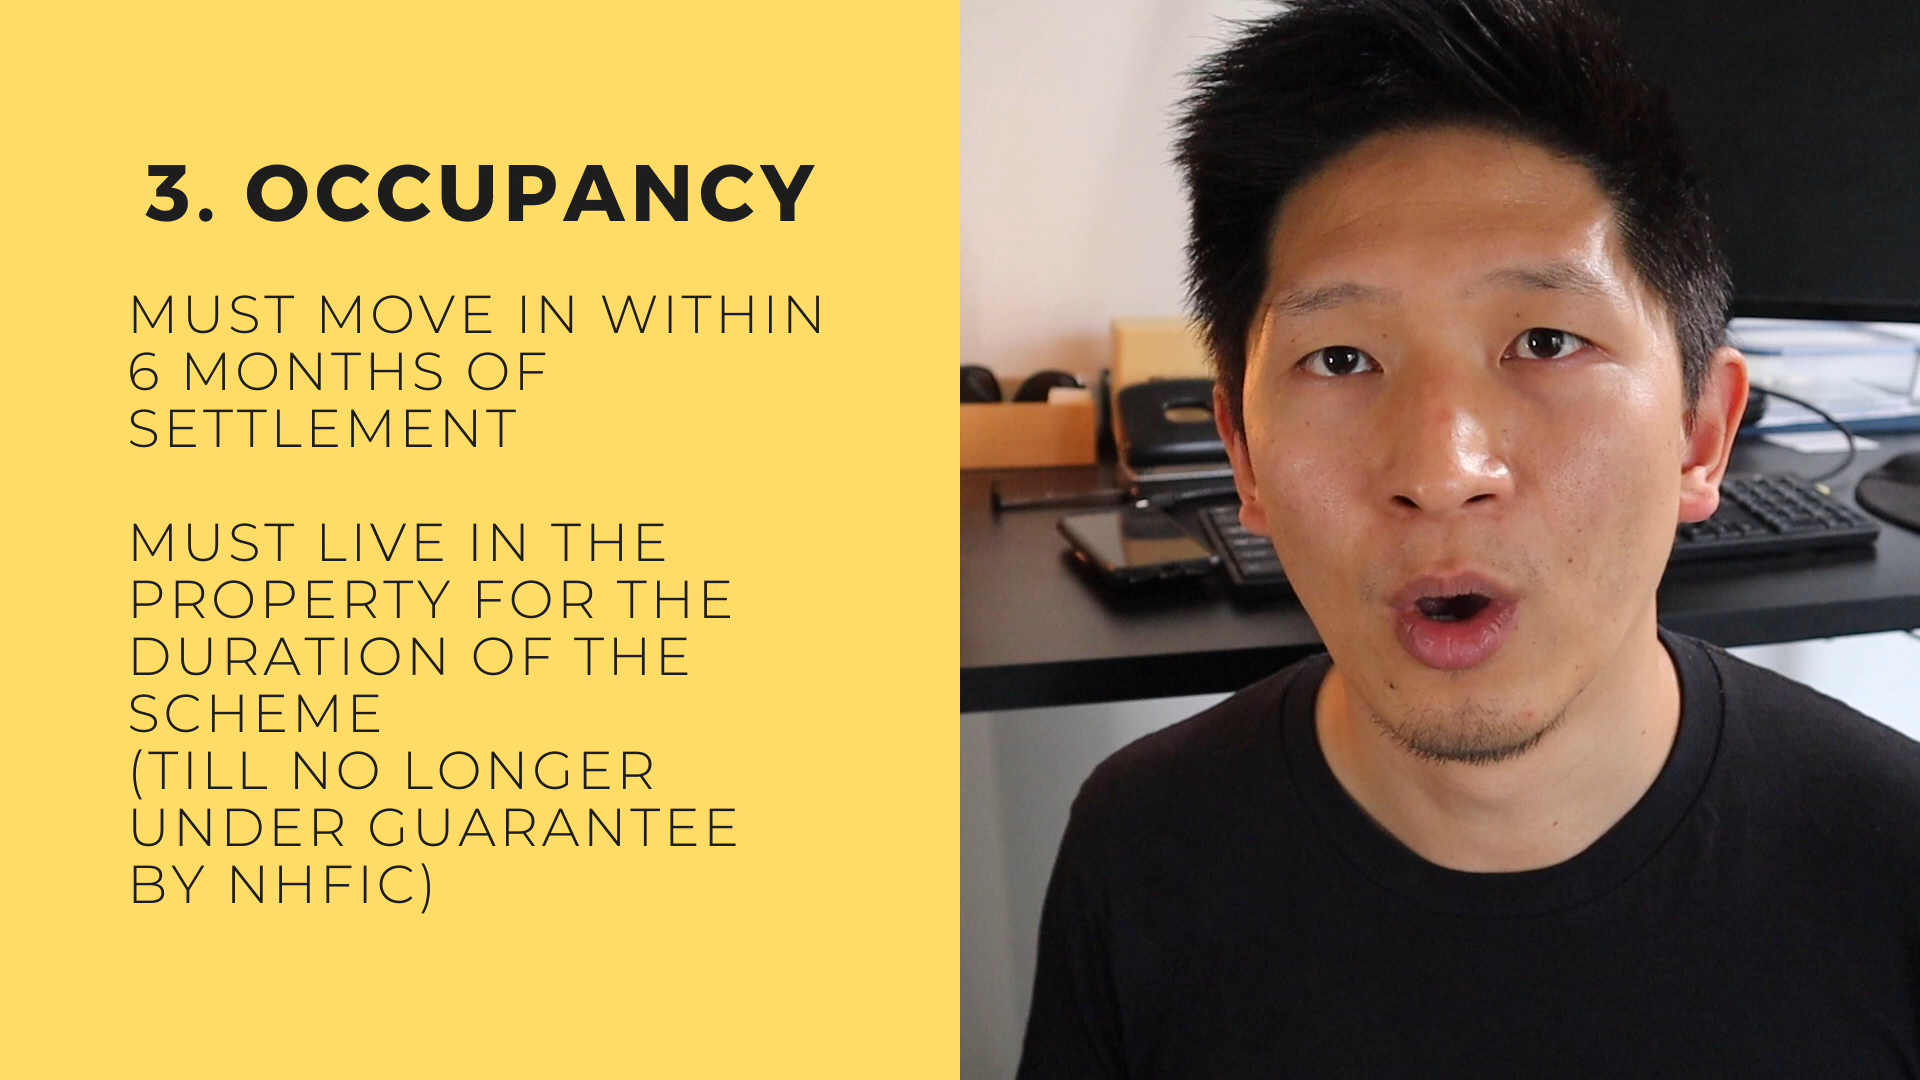 3. OCCUPANCY
MUST MOVE IN WITHIN
6 MONTHS OF
SETTLEMENT
MUST LIVE IN THE
PROPERTY FOR THE
DURATION OF THE
SCHEME
(TILL NO LONGER
UNDER GUARANTEE
BY NHFIC)